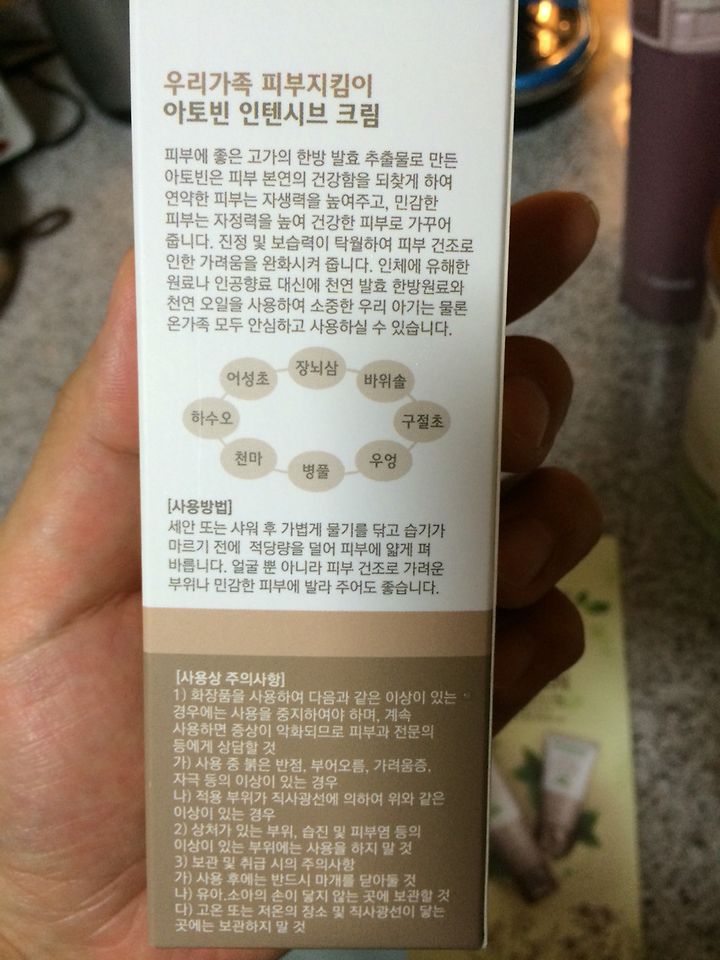 우리가족 피부지킴이
아토빈 인텐시브 크림
피부에 좋은 고가의 한방 발효 추출물로 만든
아토빈은 피부 본연의 건강함을 되찾게 하여
연약한 피부는 자생력을 높여주고, 민감한
피부는 자정력을 높여 건강한 피부로 가꾸어
줍니다. 진정 및 보습력이 탁월하여 피부 건조로
인한 가려움을 완화시켜 줍니다. 인체에 유해한
원료나 인공향료 대신에 천연 발효 한방원료와
천연 오일을 사용하여 소중한 우리 아기는 물론
온가족 모두 안심하고 사용하실 수 있습니다.
장뇌삼
어성초
바위솔
하수오
구절초
천마
우엉
병풀
[사용방법]
세안 또는 샤워 후 가볍게 물기를 닦고 습기가
마르기 전에 적당량을 덜어 피부에 얇게 펴
바릅니다. 얼굴 뿐 아니라 피부 건조로 가려운
부위나 민감한 피부에 발라 주어도 좋습니다.
[사용상 주의사항]
1) 화장품을 사용하여 다음과 같은 이상이 있는
경우에는 사용을 중지하여야 하며, 계속
사용하면 증상이 악화되므로 피부과 전문의
등에게 상담할 것
가) 사용 중 붉은 반점, 부어오름, 가려움증,
자극 등의 이상이 있는 경우
나) 적용 부위가 직사광선에 의하여 위와 같은
이상이 있는 경우
2) 상처가 있는 부위, 습진 및 피부염 등의
이상이 있는 부위에는 사용을 하지 말 것
3) 보관 및 취급 시의 주의사항
가) 사용 후에는 반드시 마개를 닫아둘 것
나) 유아.소아의 손이 닿지 않는 곳에 보관할 것
다) 고온 또는 저온의 장소 및 직사광선이 닿는
곳에는 보관하지 말 것